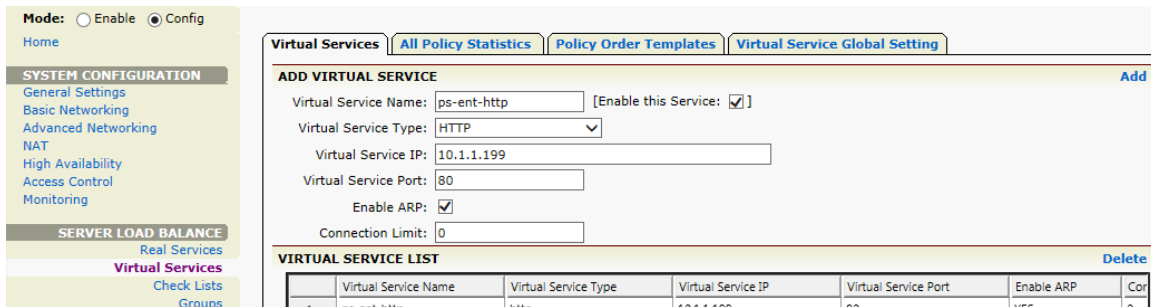 Mode: Enable Config
Home
SYSTEM CONFIGURATION
General Settings
Basic Networking
Advanced Networking
NAT
High Availability
Access Control
Monitoring
SERVER LOAD BALANCE
Real Services
Virtual Services
Check Lists
Groups
Virtual Services All Policy Statistics Policy Order Templates Virtual Service Global Setting
ADD VIRTUAL SERVICE Add
Virtual Service Name: ps-ent-http [Enable this Service: ]
Virtual Service Type: HTTP
Virtual Service IP: 10.1.1.199
Virtual Service Port: 80
Enable ARP:
Connection Limit: 0
VIRTUAL SERVICE LIST Delete
Virtual Service Name Virtual Service Type Virtual Service IP Virtual Service Port Enable ARP